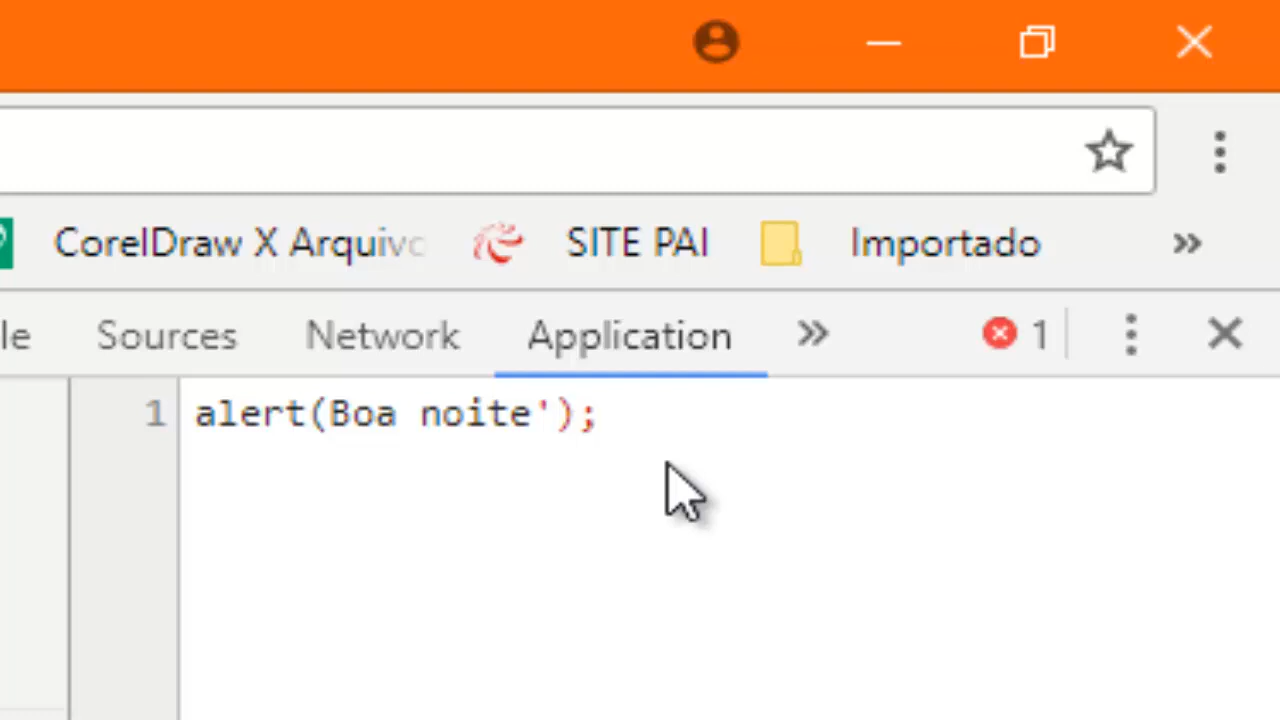 CorelDraw X Arquivo SITE PAI Importado »
le Sources Network Application » 1
1 alert(Boa noite');